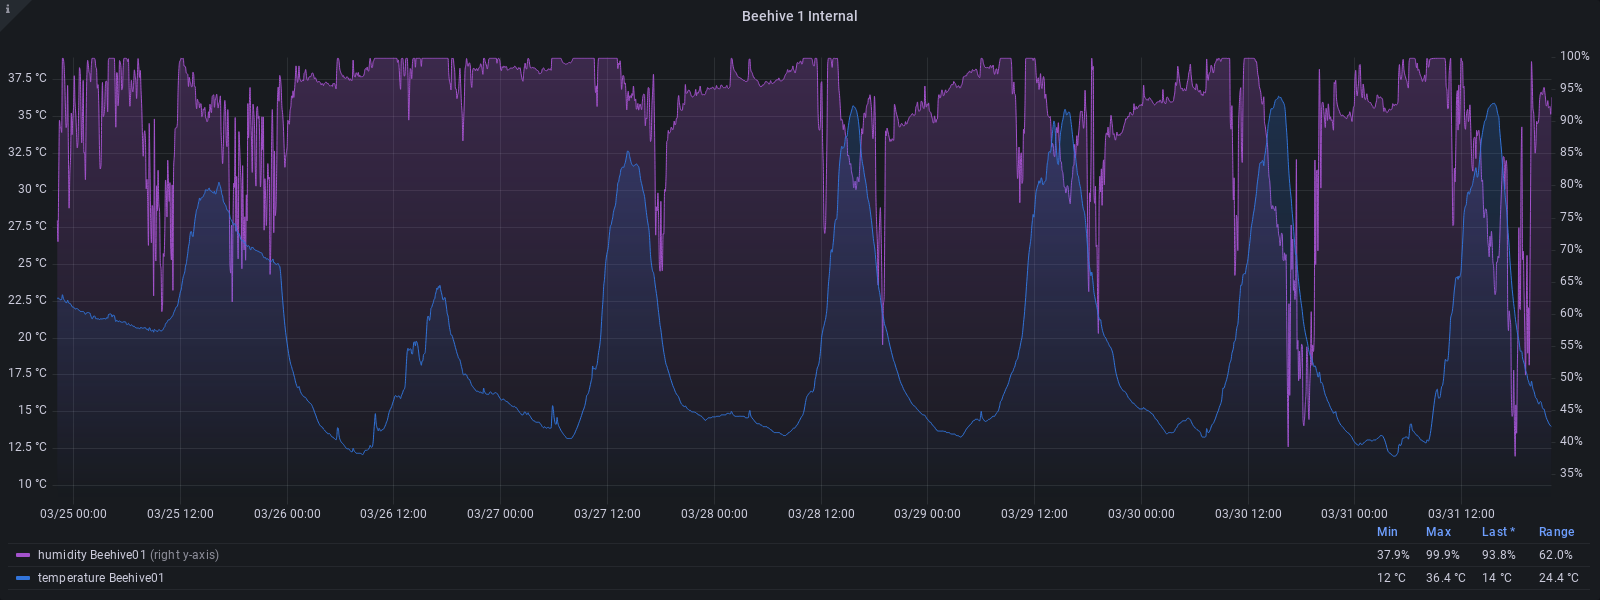 i
Beehive 1 Internal
37.5 °C
35 °C
32.5 °C
30 °C
27.5 °C
25 °C
22.5 °C
20 °C
17.5 °C
15 °C
12.5 °C
10 °C
100%
95%
90%
85%
80%
75%
70%
65%
60%
55%
50%
45%
40%
35%
03/25 00:00 03/25 12:00 03/26 00:00 03/26 12:00 03/27 00:00 03/27 12:00 03/28 00:00 03/28 12:00 03/29 00:00 03/29 12:00 03/30 00:00 03/30 12:00 03/31 00:00 03/31 12:00
Min Max Last * Range
humidity Beehive01 (right y-axis) 37.9% 99.9% 93.8% 62.0%
temperature Beehive01 12 °C 36.4 °C 14 °C 24.4 °C